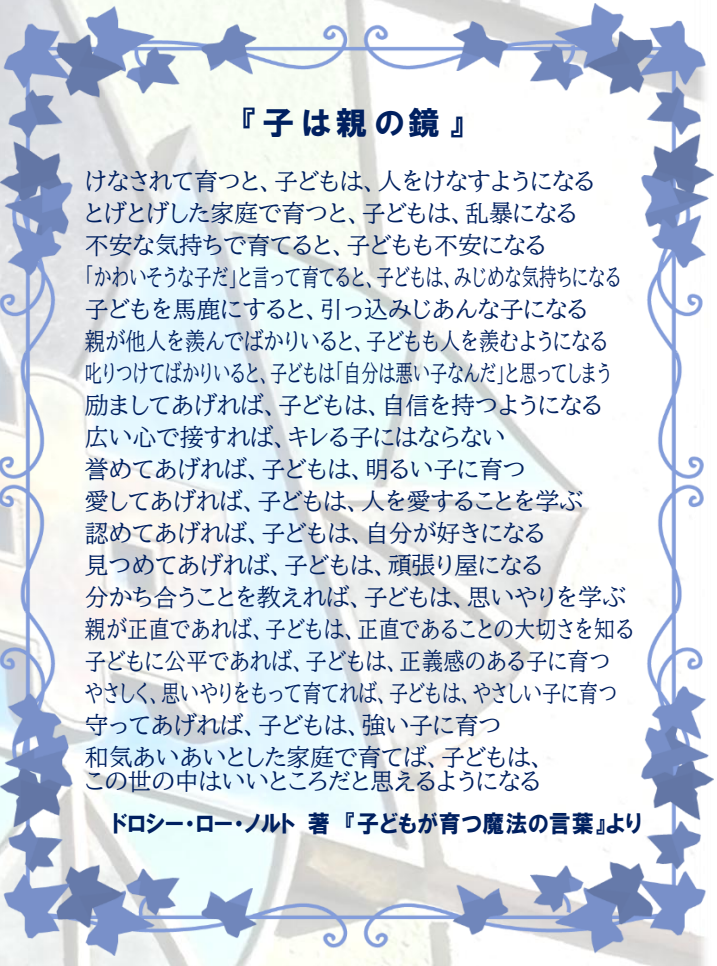 『子は親の鏡』
けなされて育つと、子どもは、人をけなすようになる
とげとげした家庭で育つと、子どもは、乱暴になる
不安な気持ちで育てると、子どもも不安になる
「かわいそうな子だ」と言って育てると、子どもは、みじめな気持ちになる
子どもを馬鹿にすると、引っ込みじあんな子になる
親が他人を羨んでばかりいると、子どもも人を羨むようになる
叱りつけてばかりいると、子どもは「自分は悪い子なんだ」と思ってしまう
励ましてあげれば、子どもは、自信を持つようになる
広い心で接すれば、キレる子にはならない
誉めてあげれば、子どもは、明るい子に育つ
愛してあげれば、子どもは、人を愛することを学ぶ
認めてあげれば、子どもは、自分が好きになる
見つめてあげれば、子どもは、頑張り屋になる
分かち合うことを教えれば、子どもは、思いやりを学ぶ
親が正直であれば、子どもは、正直であることの大切さを知る
子どもに公平であれば、子どもは、正義感のある子に育つ
やさしく、思いやりをもって育てれば、子どもは、やさしい子に育つ
守ってあげれば、子どもは、強い子に育つ
和気あいあいとした家庭で育てば、子どもは、
この世の中はいいところだと思えるようになる
ドロシー・ロー・ノルト 著 『子どもが育つ魔法の言葉』より